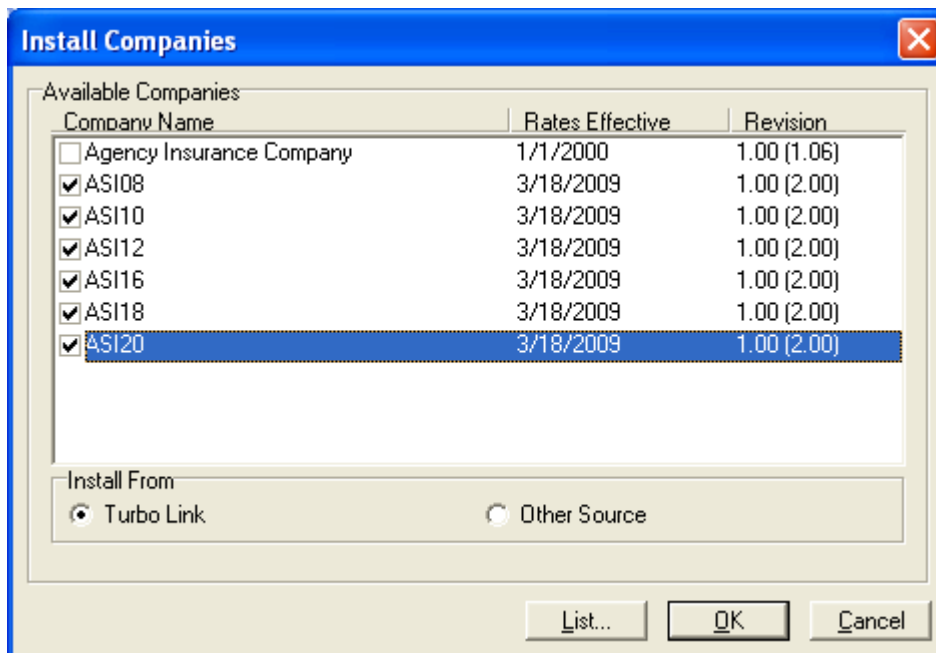 Install Companies
Available Companies
Company Name Rates Effective Revision
Agency Insurance Company 1/1/2000 1.00 (1.06)
ASI08 3/18/2009 1.00 (2.00)
ASI10 3/18/2009 1.00 (2.00)
ASI12 3/18/2009 1.00 (2.00)
ASI16 3/18/2009 1.00 (2.00)
ASI18 3/18/2009 1.00 (2.00)
ASI20 3/18/2009 1.00 (2.00)
Install From
Turbo Link Other Source
List... OK Cancel